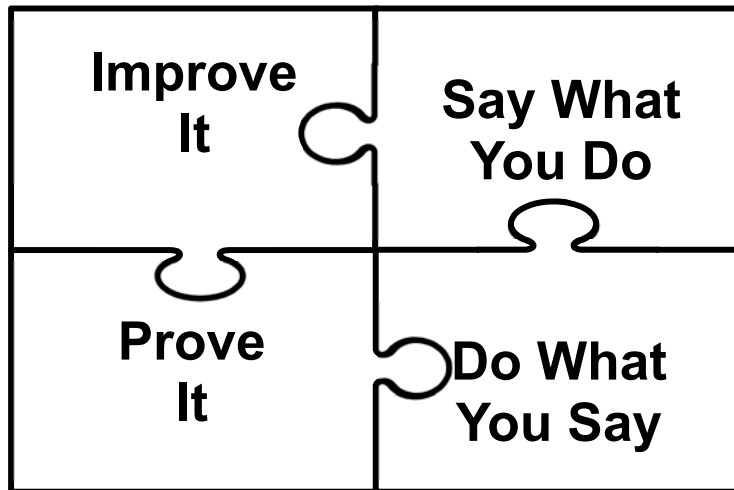 Improve
It
Say What
You Do
Prove
It
Do What
You Say